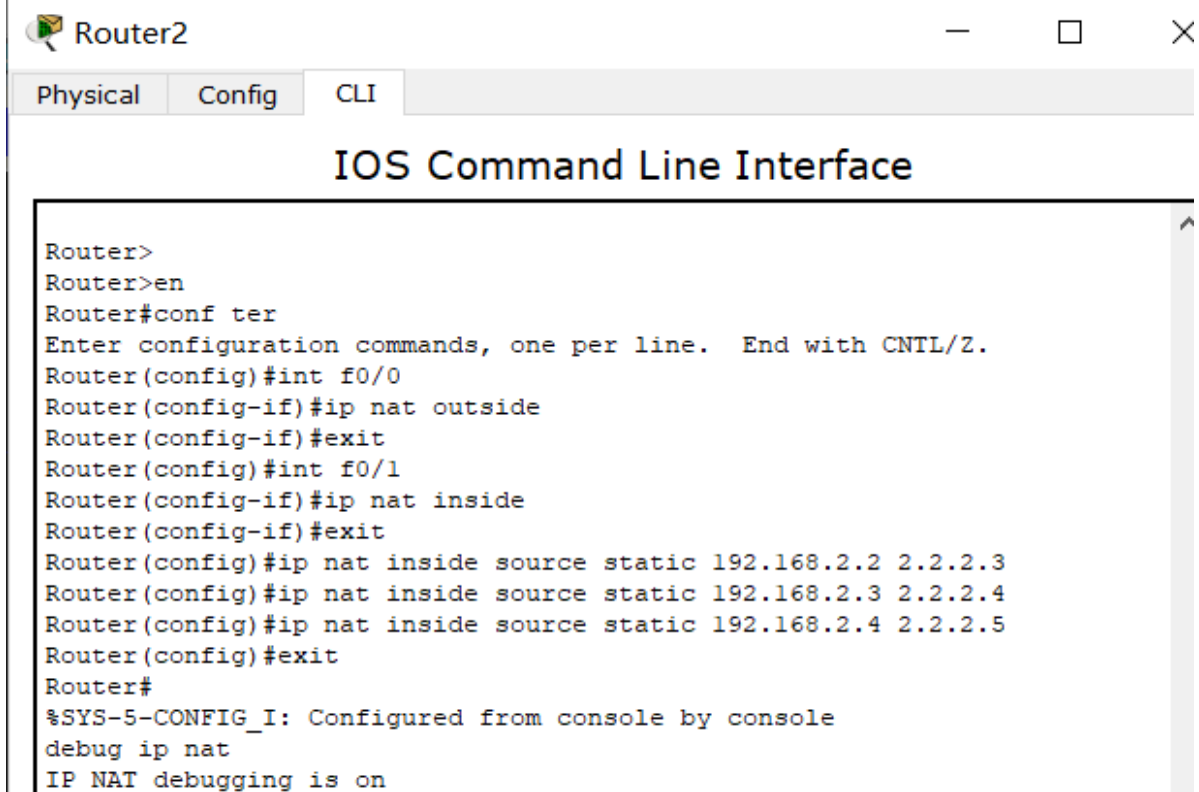 Router2
Physical Config CLI
IOS Command Line Interface
Router>
Router>en
Router#conf ter
Enter configuration commands, one per line.  End with CNTL/Z.
Router(config)#int f0/0
Router(config-if)#ip nat outside
Router(config-if)#exit
Router(config)#int f0/1
Router(config-if)#ip nat inside
Router(config-if)#exit
Router(config)#ip nat inside source static 192.168.2.2 2.2.2.3
Router(config)#ip nat inside source static 192.168.2.3 2.2.2.4
Router(config)#ip nat inside source static 192.168.2.4 2.2.2.5
Router(config)#exit
Router#
%SYS-5-CONFIG_I: Configured from console by console
debug ip nat
IP NAT debugging is on